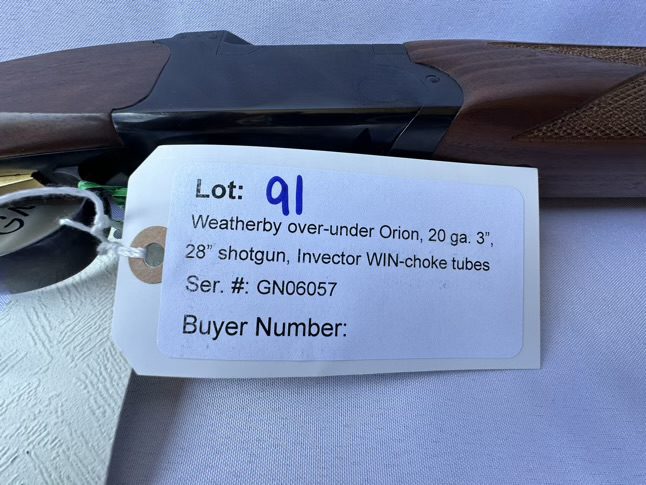 Lot: 91
Weatherby over-under Orion, 20 ga. 3”,
28” shotgun, Invector WIN-choke tubes
Ser. #: GN06057
Buyer Number: